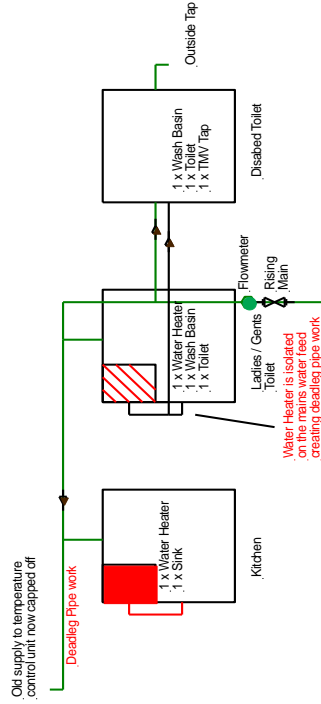 Old supply to temperature
control unit now capped off
Deadleg Pipe work
1 x Water Heater
1 x Sink
Kitchen
1 x Water Heater
1 x Wash Basin
1 x Toilet
Ladies / Gents
Toilet
Water Heater is isolated
on the mains water feed
creating deadleg pipe work
Flowmeter
Rising
Main
1 x Wash Basin
1 x Toilet
1 x TMV Tap
Disabed Toilet
Outside Tap